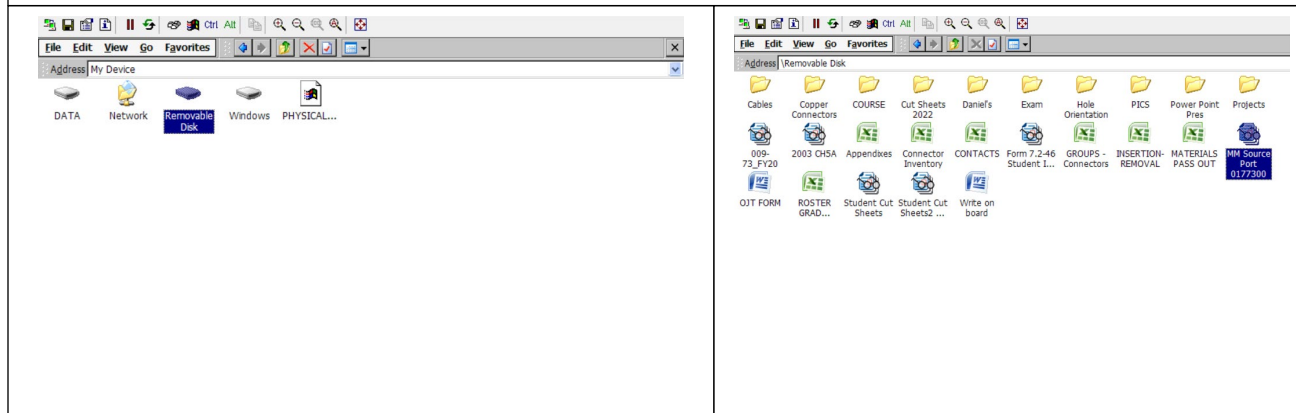 Ctrl Alt
File Edit View Go Favorites
Address My Device
DATA Network Removable Disk Windows PHYSICAL...
Ctrl Alt
File Edit View Go Favorites
Address \Removable Disk
Cables Copper Connectors COURSE Cut Sheets 2022 Daniel's Exam Hole Orientation PICS Power Point Pres Projects
009-73_FY20 2003 CH5A Appendixes Connector Inventory CONTACTS Form 7.2-46 Student I... GROUPS - Connectors INSERTION-REMOVAL MATERIALS PASS OUT MM Source Port 0177300
OJT FORM ROSTER GRAD... Student Cut Sheets Student Cut Sheets2 ... Write on board